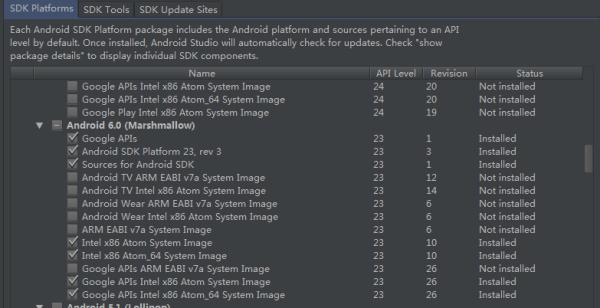 SDK Platforms SDK Tools SDK Update Sites
Each Android SDK Platform package includes the Android platform and sources pertaining to an API
level by default. Once installed, Android Studio will automatically check for updates. Check "show
package details" to display individual SDK components.
Name API Level Revision Status
Google APIs Intel x86 Atom System Image 24 20 Not installed
Google APIs Intel x86 Atom_64 System Image 24 20 Not installed
Google Play Intel x86 Atom System Image 24 19 Not installed
Android 6.0 (Marshmallow)
Google APIs 23 1 Installed
Android SDK Platform 23, rev 3 23 3 Installed
Sources for Android SDK 23 1 Installed
Android TV ARM EABI v7a System Image 23 12 Not installed
Android TV Intel x86 Atom System Image 23 14 Not installed
Android Wear ARM EABI v7a System Image 23 6 Not installed
Android Wear Intel x86 Atom System Image 23 6 Not installed
ARM EABI v7a System Image 23 6 Not installed
Intel x86 Atom System Image 23 10 Installed
Intel x86 Atom_64 System Image 23 10 Installed
Google APIs ARM EABI v7a System Image 23 26 Not installed
Google APIs Intel x86 Atom System Image 23 26 Installed
Google APIs Intel x86 Atom_64 System Image 23 26 Installed
Android 5.1 (Lollipop)